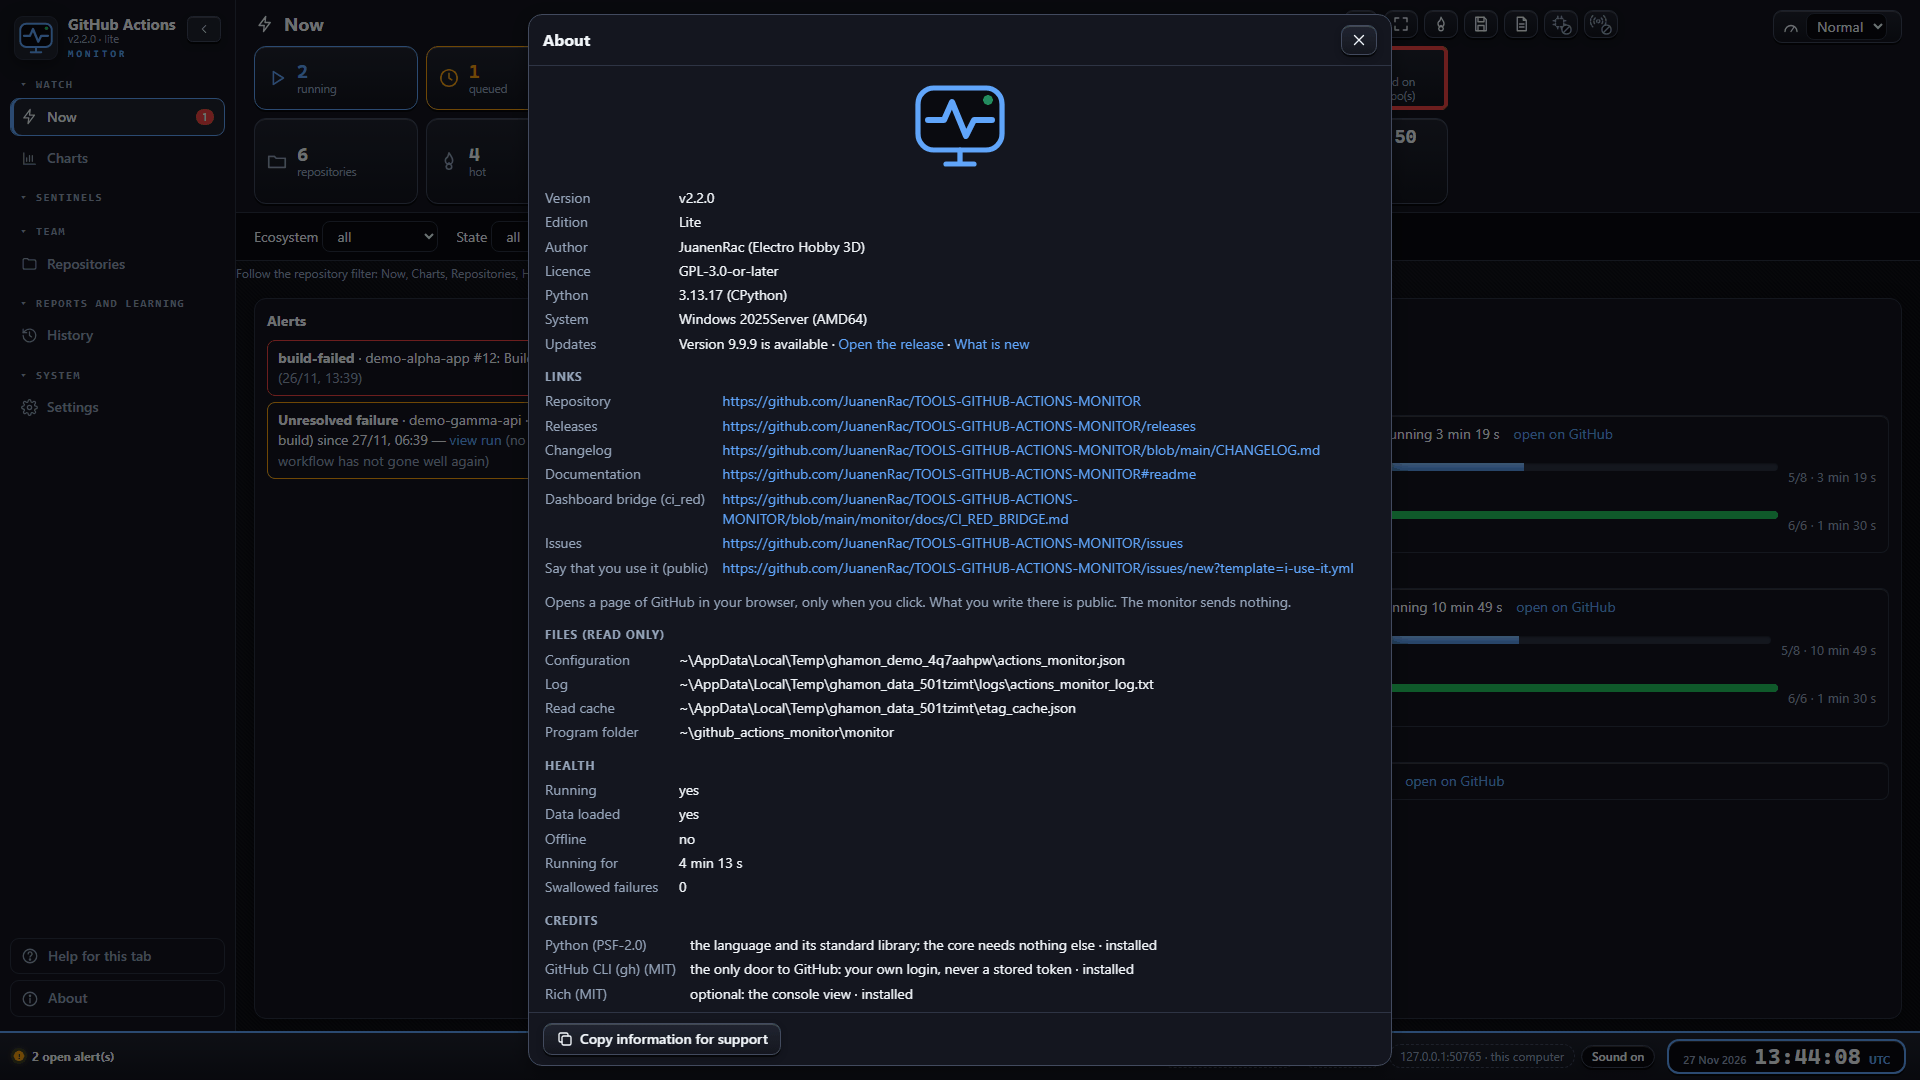 GitHub Actions
v2.2.0 · lite
MONITOR
WATCH
Now
1
Charts
SENTINELS
TEAM
Repositories
REPORTS AND LEARNING
History
SYSTEM
Settings
Help for this tab
About
2 open alert(s)
Now
2
running
1
queued
6
repositories
4
hot
d on
50
Normal
Ecosystem
all
State
all
Follow the repository filter: Now, Charts, Repositories, H
Alerts
build-failed · demo-alpha-app #12: Buil
(26/11, 13:39)
Unresolved failure · demo-gamma-api ·
build) since 27/11, 06:39 — view run (no
workflow has not gone well again)
About
Version v2.2.0
Edition Lite
Author JuanenRac (Electro Hobby 3D)
Licence GPL-3.0-or-later
Python 3.13.17 (CPython)
System Windows 2025Server (AMD64)
Updates Version 9.9.9 is available · Open the release · What is new
LINKS
Repository https://github.com/JuanenRac/TOOLS-GITHUB-ACTIONS-MONITOR
Releases https://github.com/JuanenRac/TOOLS-GITHUB-ACTIONS-MONITOR/releases
Changelog https://github.com/JuanenRac/TOOLS-GITHUB-ACTIONS-MONITOR/blob/main/CHANGELOG.md
Documentation https://github.com/JuanenRac/TOOLS-GITHUB-ACTIONS-MONITOR#readme
Dashboard bridge (ci_red) https://github.com/JuanenRac/TOOLS-GITHUB-ACTIONS-
MONITOR/blob/main/monitor/docs/CI_RED_BRIDGE.md
Issues https://github.com/JuanenRac/TOOLS-GITHUB-ACTIONS-MONITOR/issues
Say that you use it (public) https://github.com/JuanenRac/TOOLS-GITHUB-ACTIONS-MONITOR/issues/new?template=i-use-it.yml
Opens a page of GitHub in your browser, only when you click. What you write there is public. The monitor sends nothing.
FILES (READ ONLY)
Configuration ~\AppData\Local\Temp\ghamon_demo_4q7aahpw\actions_monitor.json
Log ~\AppData\Local\Temp\ghamon_data_501tzimt\logs\actions_monitor_log.txt
Read cache ~\AppData\Local\Temp\ghamon_data_501tzimt\etag_cache.json
Program folder ~\github_actions_monitor\monitor
HEALTH
Running yes
Data loaded yes
Offline no
Running for 4 min 13 s
Swallowed failures 0
CREDITS
Python (PSF-2.0) the language and its standard library; the core needs nothing else · installed
GitHub CLI (gh) (MIT) the only door to GitHub: your own login, never a stored token · installed
Rich (MIT) optional: the console view · installed
Copy information for support
unning 3 min 19 s open on GitHub
5/8 · 3 min 19 s
6/6 · 1 min 30 s
nning 10 min 49 s open on GitHub
5/8 · 10 min 49 s
6/6 · 1 min 30 s
open on GitHub
127.0.0.1:50765 · this computer
Sound on
27 Nov 2026 13:44:08 UTC